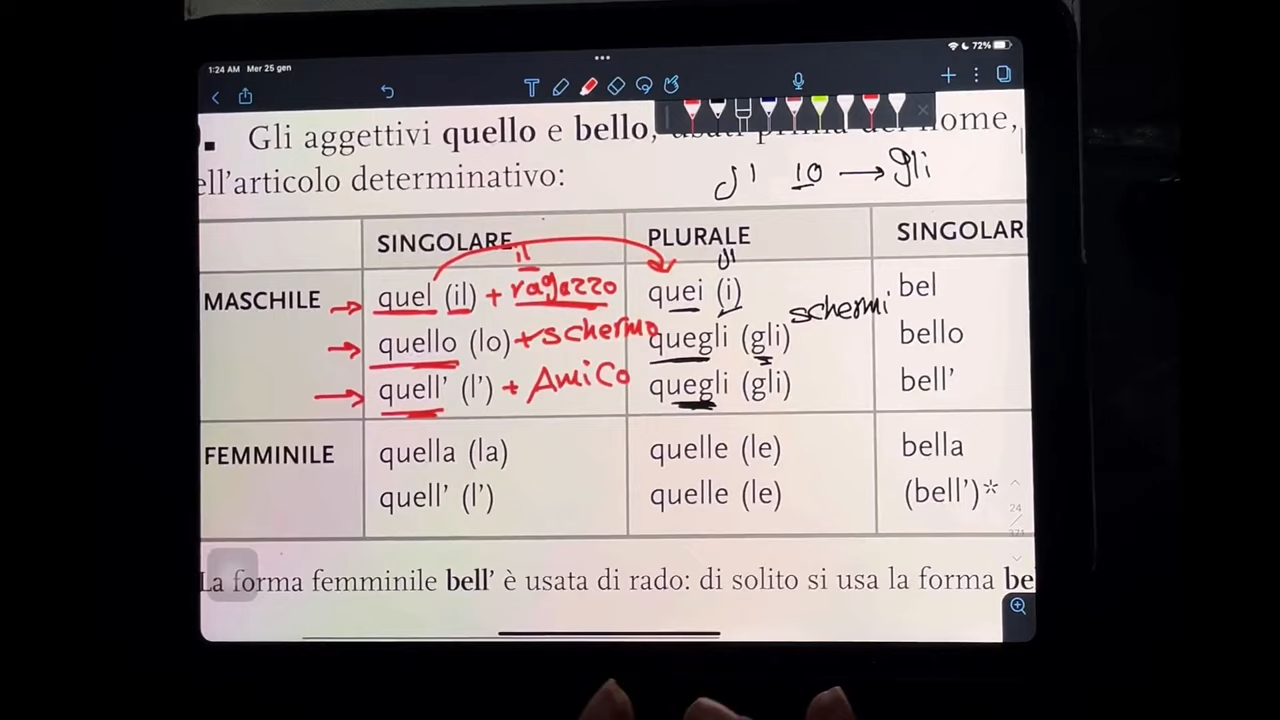 1:24 AM Mer 25 gen
72%
Gli aggettivi quello e bello, usati prima del nome,
ell'articolo determinativo:
lo → gli
SINGOLARE PLURALE SINGOLAR
il
MASCHILE → quel (il) + ragazzo quei (i) bel
schermi
→ quello (lo) + schermo quegli (gli) bello
→ quell' (l') + Amico quegli (gli) bell'
FEMMINILE quella (la) quelle (le) bella
quell' (l') quelle (le) (bell')*
24
371
La forma femminile bell' è usata di rado: di solito si usa la forma be